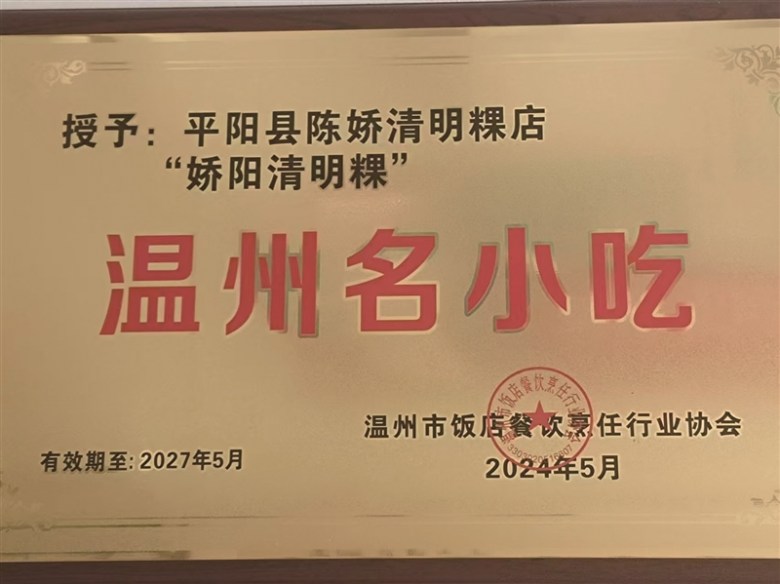 授予：平阳县陈娇清明粿店
“娇阳清明粿”
温州名小吃
温州市饭店餐饮烹任行业协会
2024年5月
有效期至:2027年5月